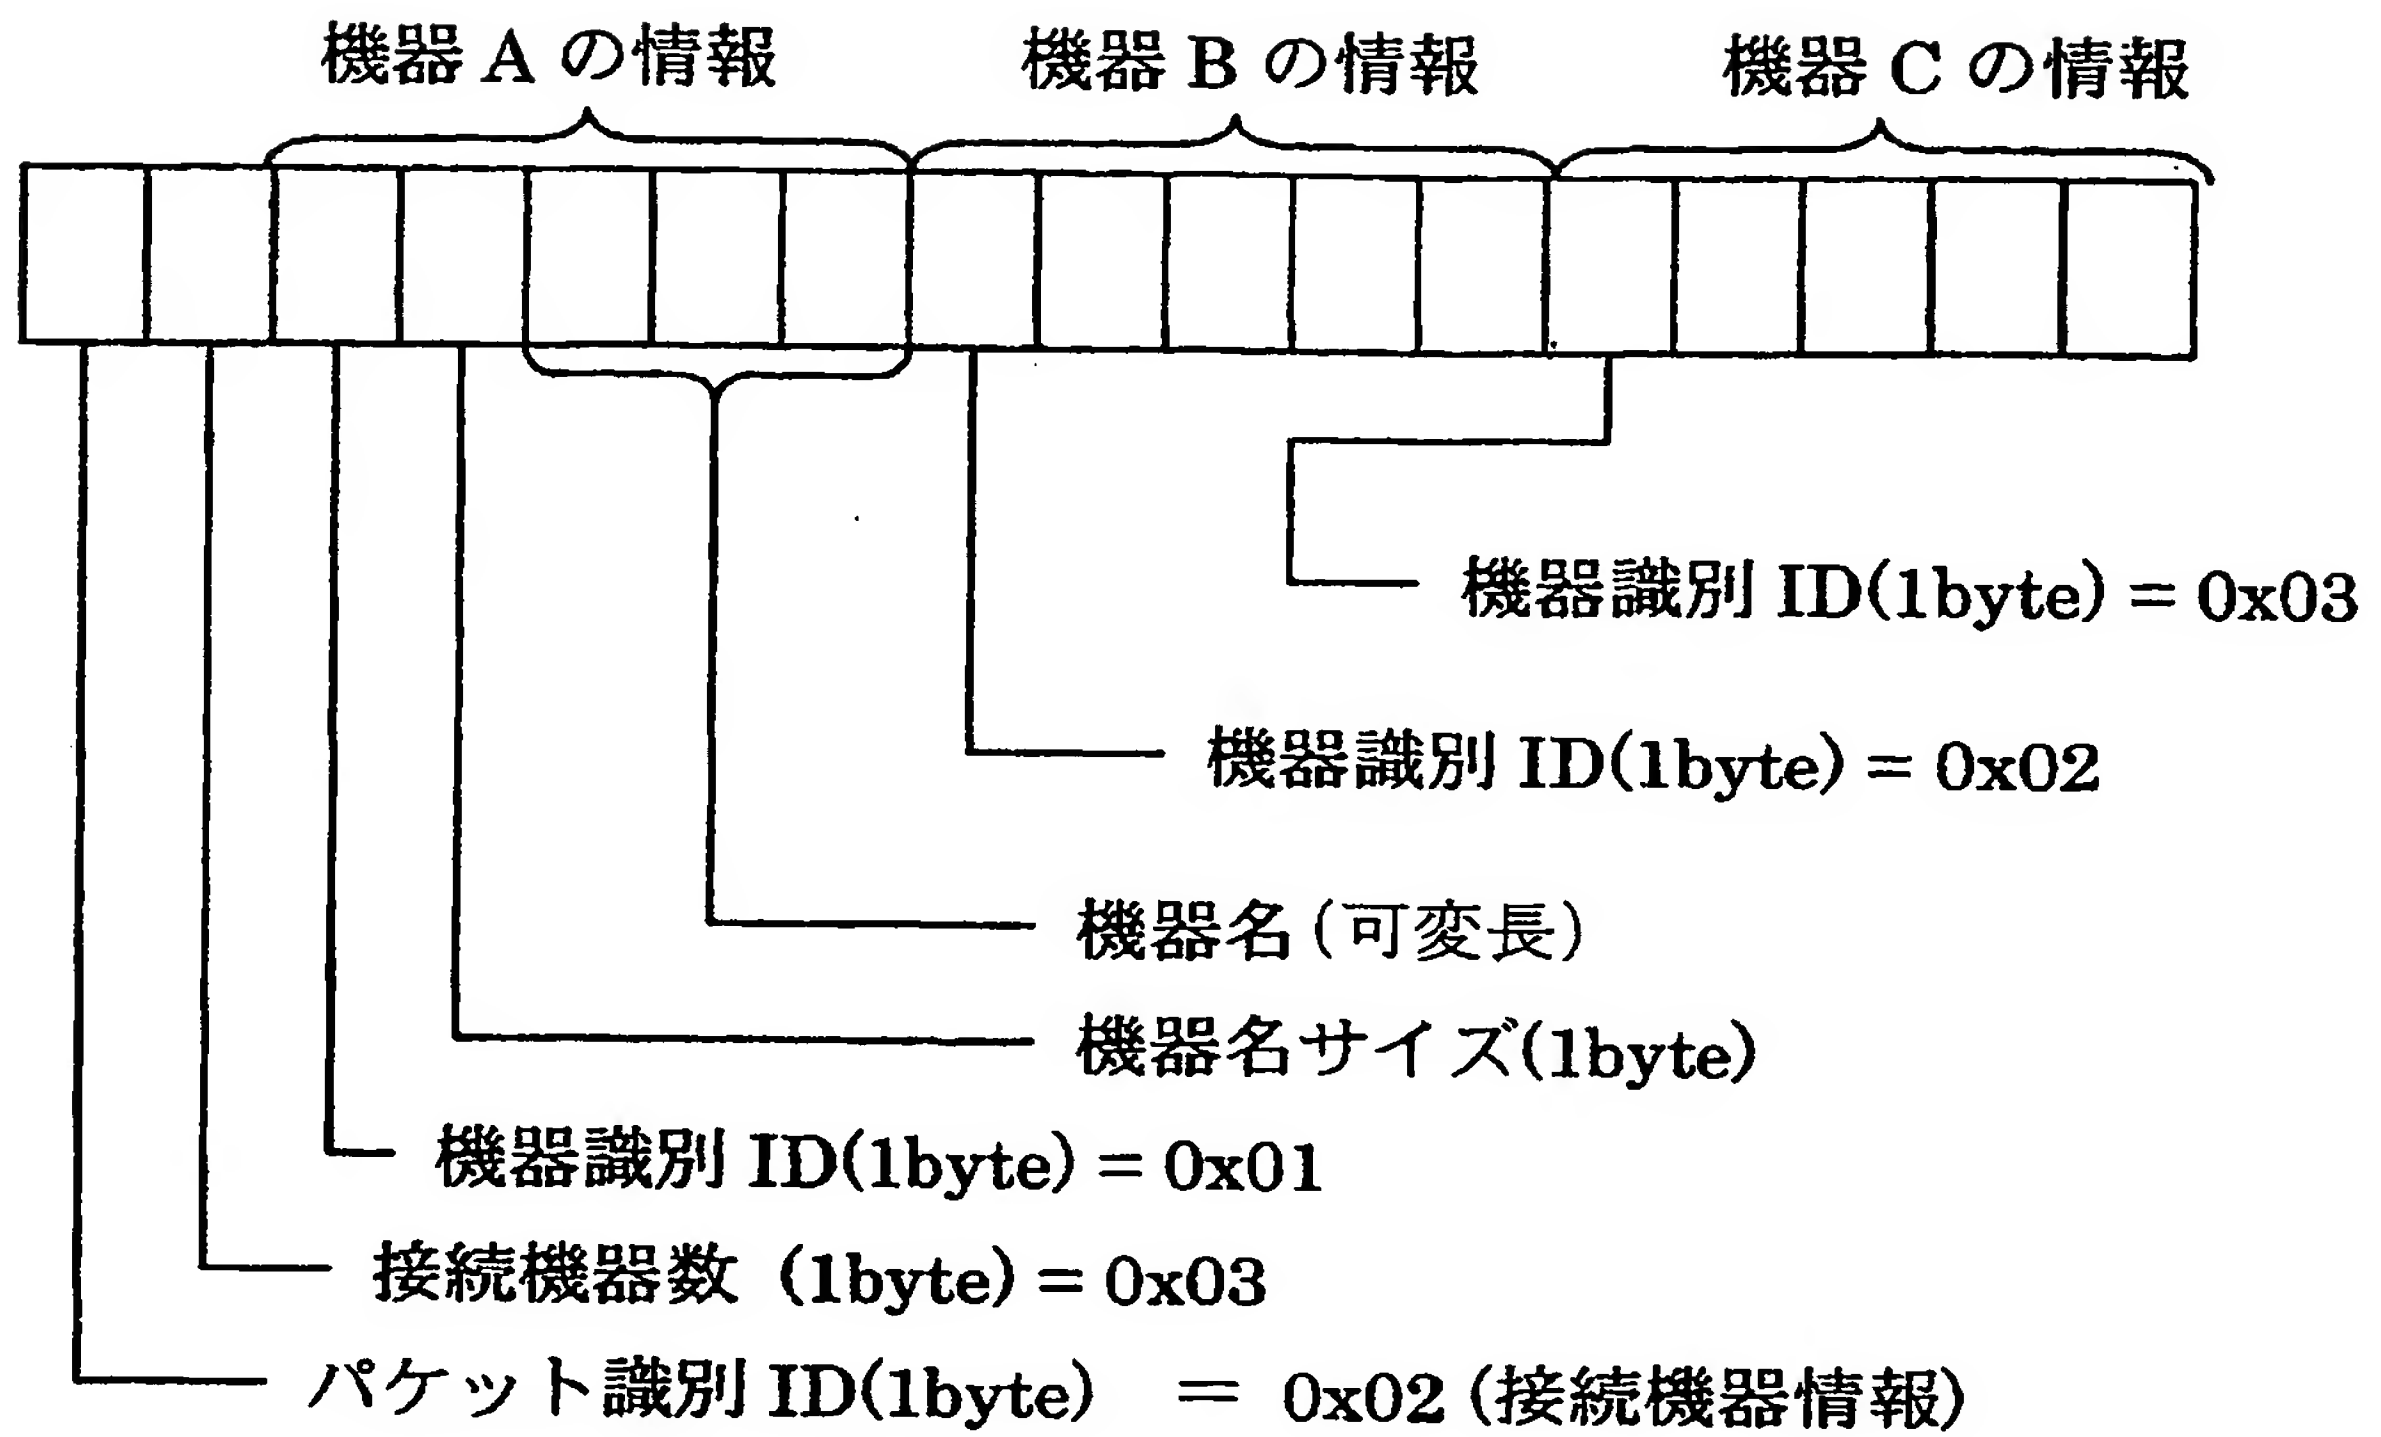 機器 A の情報
機器 B の情報
機器 C の情報
機器識別 ID(1byte) = 0x03
機器識別 ID(1byte) = 0x02
機器名(可変長)
機器名サイズ(1byte)
機器識別 ID(1byte) = 0x01
接続機器数 (1byte) = 0x03
パケット識別 ID(1byte) = 0x02 (接続機器情報)